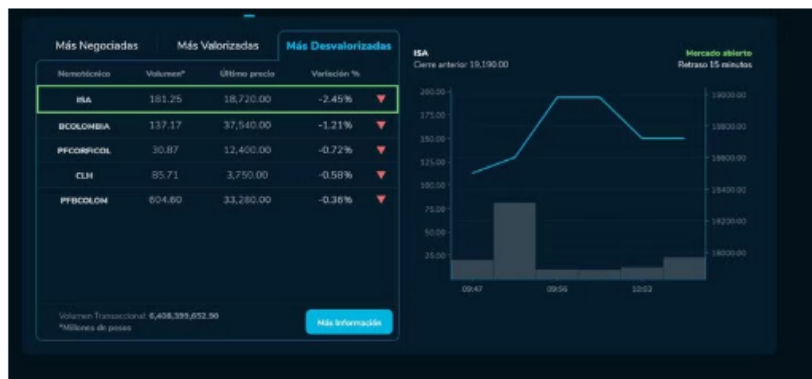 Más Negociadas Más Valorizadas Más Desvalorizadas
Nemotécnico Volumen* Último precio Variación %
ISA 181.25 18,720.00 -2.45%
BCOLOMBIA 137.17 37,540.00 -1.21%
PFCORFICOL 30.87 12,400.00 -0.72%
CLH 85.71 3,750.00 -0.58%
PFBCOLOM 604.60 33,280.00 -0.36%
Volumen Transaccional: 6,408,399,652.90
*Millones de pesos
Más Información
ISA
Cierre anterior 19,190.00
Mercado abierto
Retraso 15 minutos
200.00
175.00
150.00
125.00
100.00
75.00
50.00
25.00
19000.00
18800.00
18600.00
18400.00
18200.00
18000.00
09:47 09:56 10:03